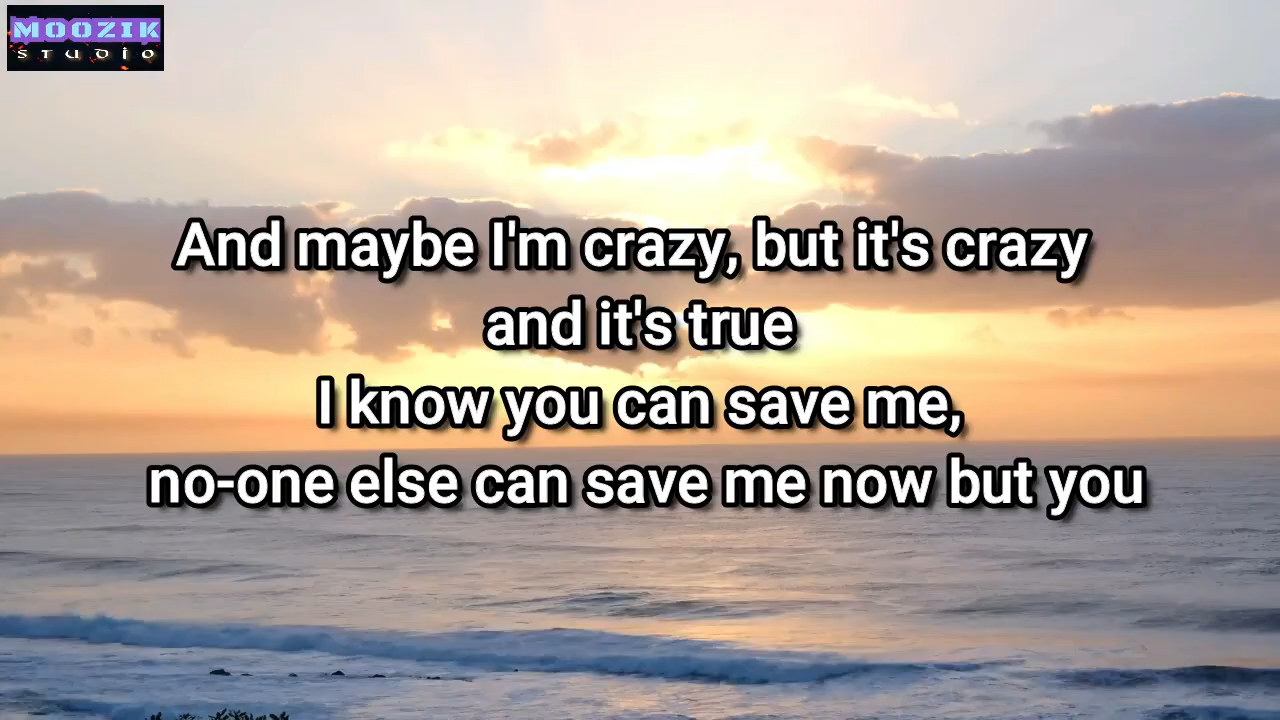 MOOZIK
STUDIO
And maybe I'm crazy, but it's crazy
and it's true
I know you can save me,
no-one else can save me now but you